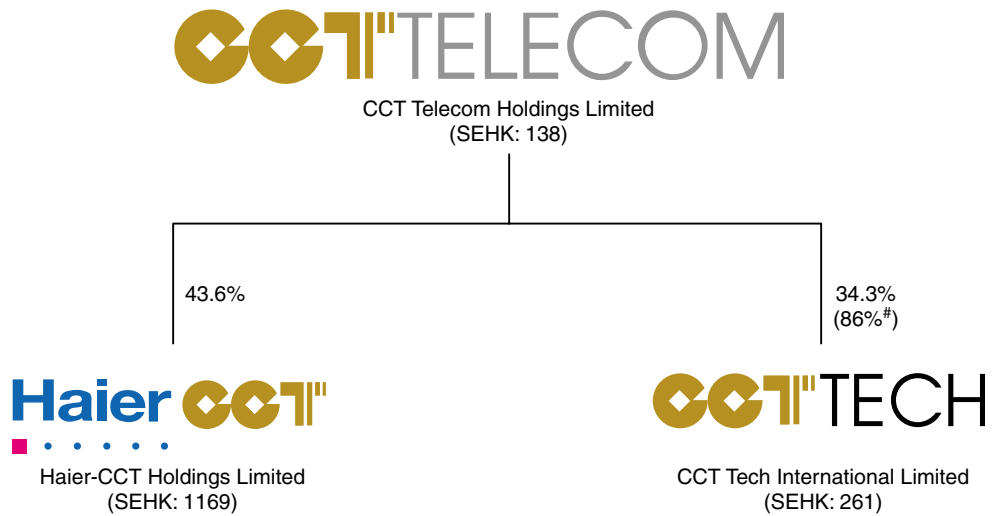 CCT TELECOM
CCT Telecom Holdings Limited
(SEHK: 138)
43.6%
34.3%
(86%#)
Haier CCT
Haier-CCT Holdings Limited
(SEHK: 1169)
CCT TECH
CCT Tech International Limited
(SEHK: 261)